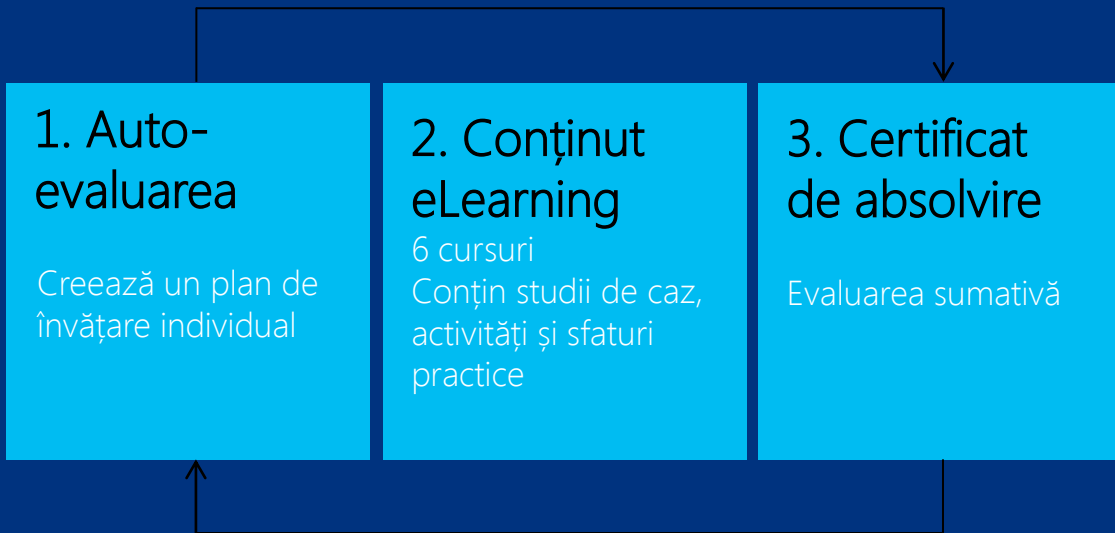 1. Auto-
evaluarea
Creează un plan de
învățare individual
2. Conținut
eLearning
6 cursuri
Conțin studii de caz,
activități și sfaturi
practice
3. Certificat
de absolvire
Evaluarea sumativă